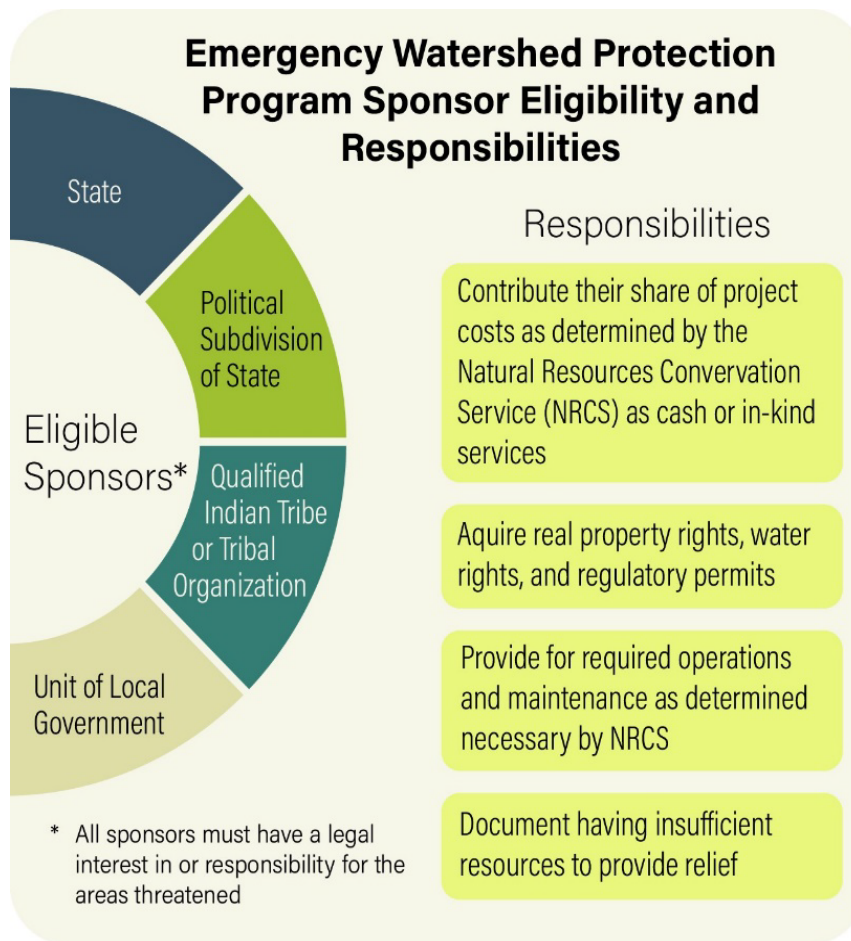 Emergency Watershed Protection
Program Sponsor Eligibility and
Responsibilities
State
Political
Subdivision
of State
Eligible
Sponsors*
Qualified
Indian Tribe
or Tribal
Organization
Unit of Local
Government
* All sponsors must have a legal
interest in or responsibility for the
areas threatened
Responsibilities
Contribute their share of project
costs as determined by the
Natural Resources Convervation
Service (NRCS) as cash or in-kind
services
Aquire real property rights, water
rights, and regulatory permits
Provide for required operations
and maintenance as determined
necessary by NRCS
Document having insufficient
resources to provide relief